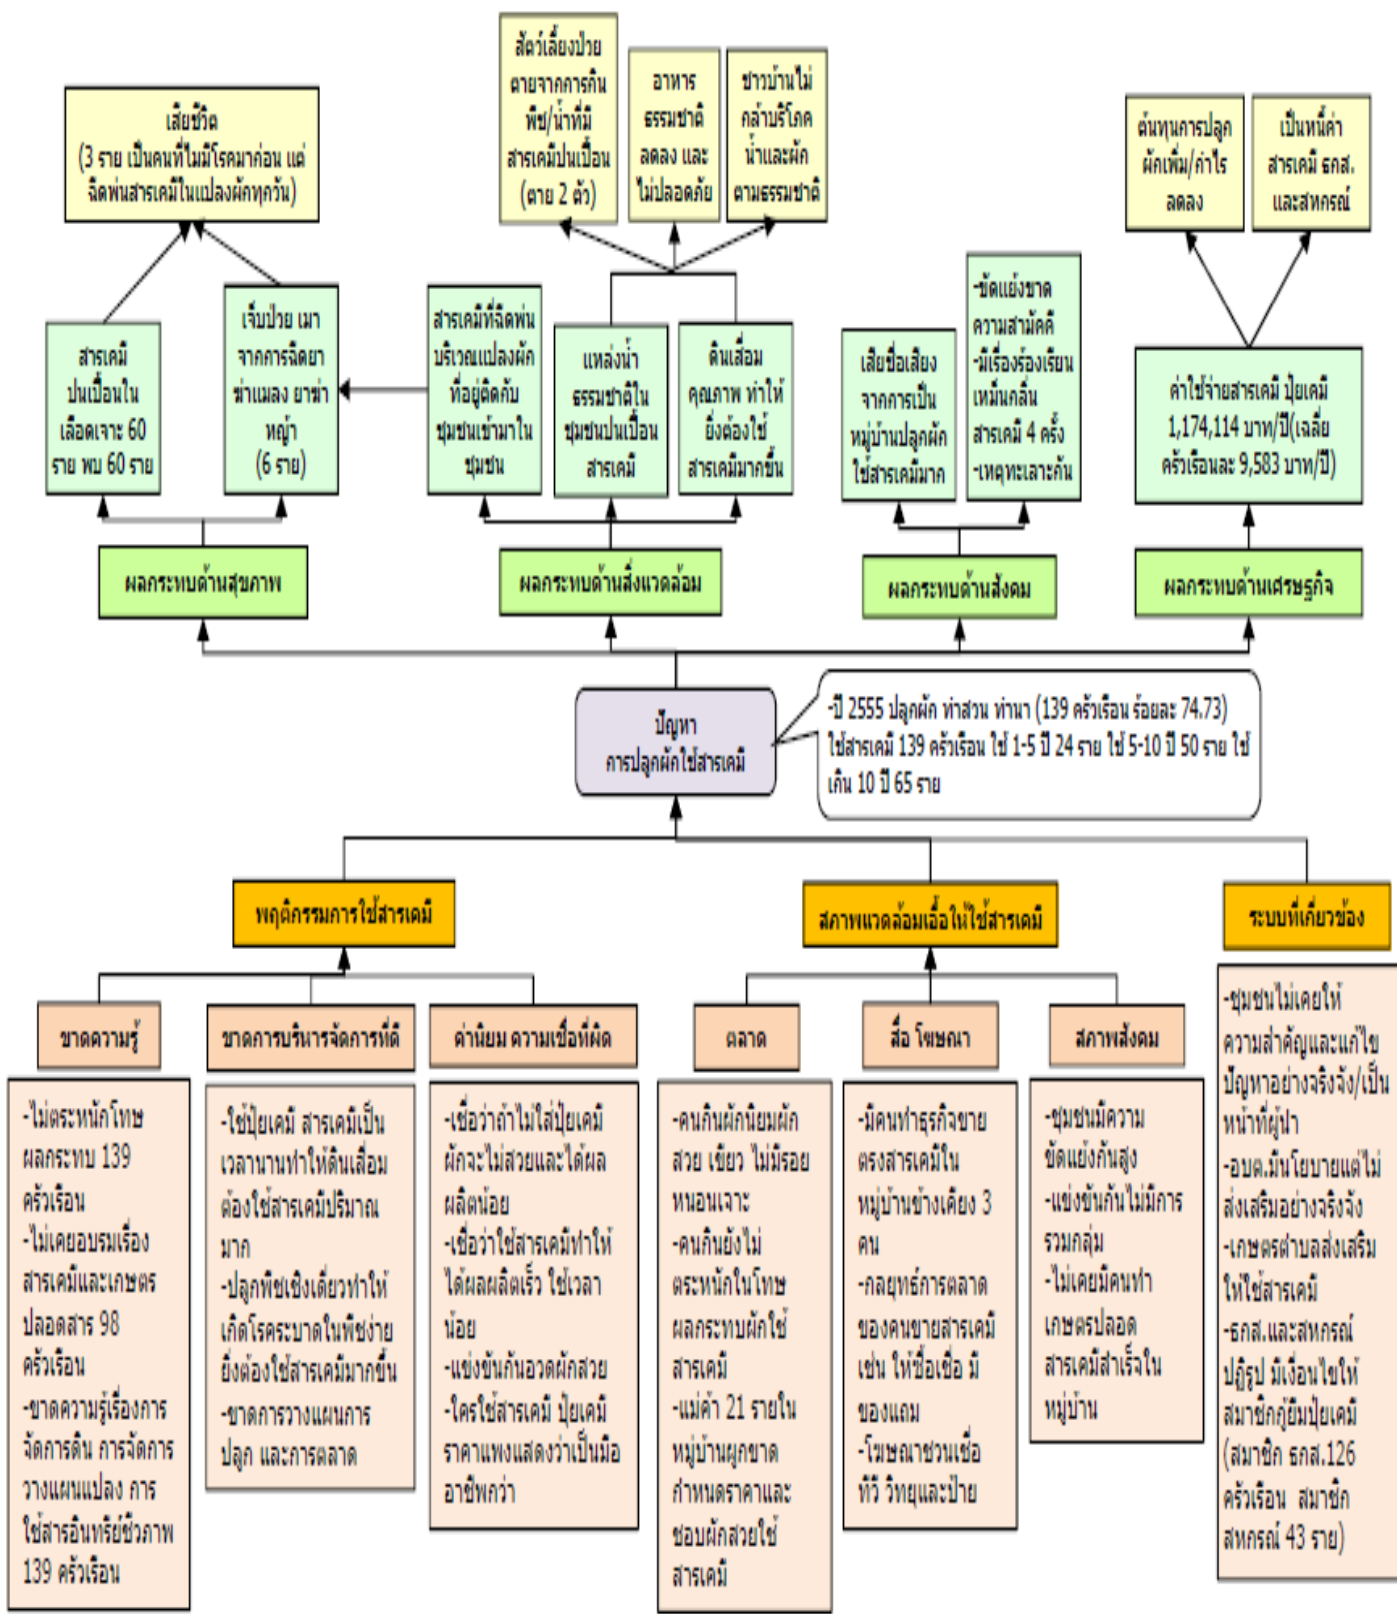 เสียชีวิต
(3 ราย เป็นคนที่ไมมีโรคมาก่อน แต่
ฉีดพ่นสารเคมีในแปลงผักทุกวัน)
สัตว์เลี้ยงป่วย
ตายจากการกิน
พืช/น้ำที่มี
สารเคมีปนเปื้อน
(ตาย 2 ตัว)
อาหาร
ธรรมชาติ
ลดลง และ
ไม่ปลอดภัย
ชาวบ้านไม่
กล้าบริโภค
น้ำและผัก
ตามธรรมชาติ
ต้นทุนการปลูก
ผักเพิ่ม/กำไร
ลดลง
เป็นหนี้ค่า
สารเคมี ธกส.
และสหกรณ์
สารเคมี
ปนเปื้อนใน
เลือดเจาะ 60
ราย พบ 60 ราย
เจ็บป่วย เมา
จากการฉีดยา
ฆ่าแมลง ยาฆ่า
หญ้า
(6 ราย)
สารเคมีที่ฉีดพ่น
บริเวณแปลงผัก
ที่อยู่ติดกับ
ชุมชนเข้ามาใน
ชุมชน
แหล่งน้ำ
ธรรมชาติใน
ชุมชนปนเปื้อน
สารเคมี
ดินเสื่อม
คุณภาพ ทำให้
ยิ่งต้องใช้
สารเคมีมากขึ้น
เสียชื่อเสียง
จากการเป็น
หมู่บ้านปลูกผัก
ใช้สารเคมีมาก
-ขัดแย้งขาด
ความสามัคคี
-มีเรื่องร้องเรียน
เหม็นกลิ่น
สารเคมี 4 ครั้ง
-เหตุทะเลาะกัน
ค่าใช้จ่ายสารเคมี ปุ๋ยเคมี
1,174,114 บาท/ปี(เฉลี่ย
ครัวเรือนละ 9,583 บาท/ปี)
ผลกระทบด้านสุขภาพ
ผลกระทบด้านสิ่งแวดล้อม
ผลกระทบด้านสังคม
ผลกระทบด้านเศรษฐกิจ
ปัญหา
การปลูกผักใช้สารเคมี
-ปี 2555 ปลูกผัก ทำสวน ทำนา (139 ครัวเรือน ร้อยละ 74.73)
ใช้สารเคมี 139 ครัวเรือน ใช้ 1-5 ปี 24 ราย ใช้ 5-10 ปี 50 ราย ใช้
เกิน 10 ปี 65 ราย
พฤติกรรมการใช้สารเคมี
สภาพแวดล้อมเอื้อให้ใช้สารเคมี
ระบบที่เกี่ยวข้อง
ขาดความรู้
ขาดการบริหารจัดการที่ดี
ค่านิยม ความเชื่อที่ผิด
ตลาด
สื่อ โฆษณา
สภาพสังคม
-ไม่ตระหนักโทษ
ผลกระทบ 139
ครัวเรือน
-ไม่เคยอบรมเรื่อง
สารเคมีและเกษตร
ปลอดสาร 98
ครัวเรือน
-ขาดความรู้เรื่องการ
จัดการดิน การจัดการ
วางแผนแปลง การ
ใช้สารอินทรีย์ชีวภาพ
139 ครัวเรือน
-ใช้ปุ๋ยเคมี สารเคมีเป็น
เวลานานทำให้ดินเสื่อม
ต้องใช้สารเคมีปริมาณ
มาก
-ปลูกพืชเชิงเดี่ยวทำให้
เกิดโรคระบาดในพืชง่าย
ยิ่งต้องใช้สารเคมีมากขึ้น
-ขาดการวางแผนการ
ปลูก และการตลาด
-เชื่อว่าถ้าไม่ใส่ปุ๋ยเคมี
ผักจะไม่สวยและได้ผล
ผลิตน้อย
-เชื่อว่าใช้สารเคมีทำให้
ได้ผลผลิตเร็ว ใช้เวลา
น้อย
-แข่งขันกันอวดผักสวย
-ใครใช้สารเคมี ปุ๋ยเคมี
ราคาแพงแสดงว่าเป็นมือ
อาชีพกว่า
-คนกินผักนิยมผัก
สวย เขียว ไม่มีรอย
หนอนเจาะ
-คนกินยังไม่
ตระหนักในโทษ
ผลกระทบผักใช้
สารเคมี
-แม่ค้า 21 รายใน
หมู่บ้านผูกขาด
กำหนดราคาและ
ชอบผักสวยใช้
สารเคมี
-มีคนทำธุรกิจขาย
ตรงสารเคมีใน
หมู่บ้านข้างเคียง 3
คน
-กลยุทธ์การตลาด
ของคนขายสารเคมี
เช่น ให้ซื้อเชื่อ มี
ของแถม
-โฆษณาชวนเชื่อ
ทีวี วิทยุและป้าย
-ชุมชนมีความ
ขัดแย้งกันสูง
-แข่งขันกันไม่มีการ
รวมกลุ่ม
-ไม่เคยมีคนทำ
เกษตรปลอด
สารเคมีสำเร็จใน
หมู่บ้าน
-ชุมชนไม่เคยให้
ความสำคัญและแก้ไข
ปัญหาอย่างจริงจัง/เป็น
หน้าที่ผู้นำ
-อบต.มีนโยบายแต่ไม่
ส่งเสริมอย่างจริงจัง
-เกษตรตำบลส่งเสริม
ให้ใช้สารเคมี
-ธกส.และสหกรณ์
ปฏิรูป มีเงื่อนไขให้
สมาชิกกู้ยืมปุ๋ยเคมี
(สมาชิก ธกส.126
ครัวเรือน สมาชิก
สหกรณ์ 43 ราย)